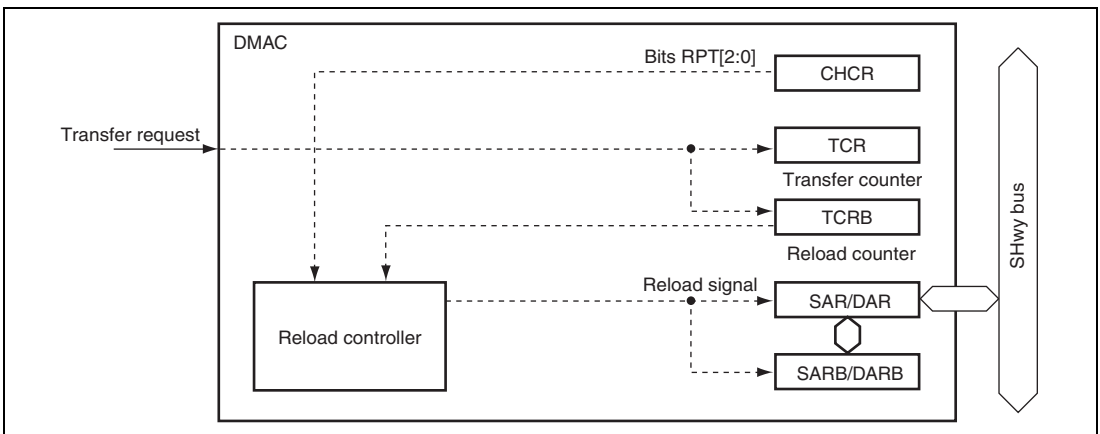 DMAC
Bits RPT[2:0]
CHCR
Transfer request
TCR
Transfer counter
TCRB
Reload counter
SHwy bus
Reload signal
SAR/DAR
Reload controller
SARB/DARB